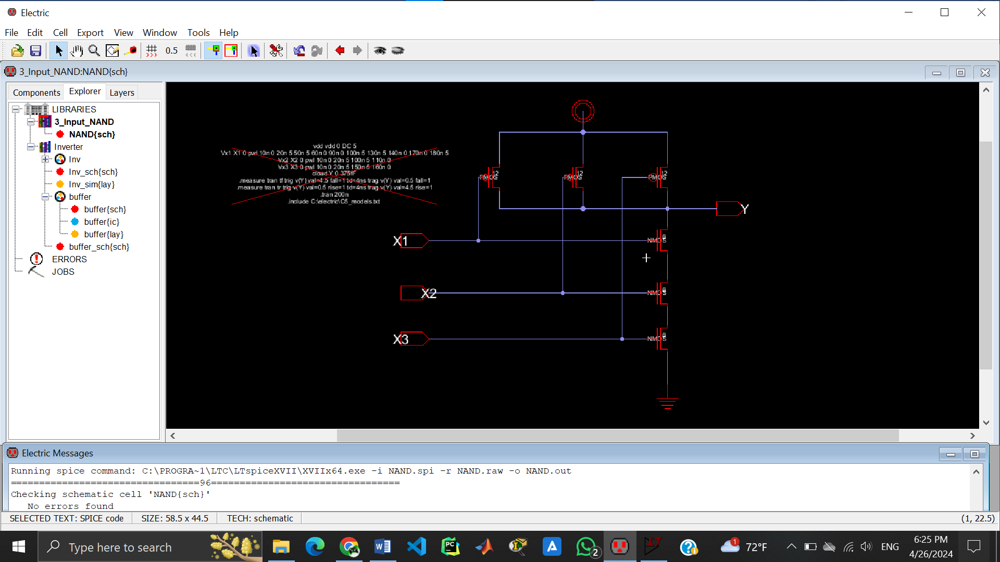 Electric
File Edit Cell Export View Window Tools Help
0.5
3_Input_NAND:NAND{sch}
Components Explorer Layers
LIBRARIES
3_Input_NAND
NAND{sch}
Inverter
Inv
Inv_sch{sch}
Inv_sim{lay}
buffer
buffer{sch}
buffer{ic}
buffer{lay}
buffer_sch{sch}
ERRORS
JOBS
vdd vdd 0 DC 5
Vx1 X1 0 pwl 10n 0 20n 5 50n 5 60n 0 90n 0 100n 5 130n 5 140n 0 170n 0 180n 5
Vx2 X2 0 pwl 10n 0 20n 5 100n 5 110n 0
Vx3 X3 0 pwl 10n 0 20n 5 150n 5 160n 0
cload Y 0 375fF
.measure tran tf trig v(Y) val=4.5 fall=1 td=4ns trag v(Y) val=0.5 fall=1
.measure tran tr trig v(Y) val=0.5 rise=1 td=4ns trag v(Y) val=4.5 rise=1
.tran 200n
.include C:\electric\C5_models.txt
12
PMOS
12
PMOS
12
PMOS
Y
X1
NMOS
6
X2
NMOS
6
X3
NMOS
6
Electric Messages
Running spice command: C:\PROGRA~1\LTC\LTspiceXVII\XVIIx64.exe -i NAND.spi -r NAND.raw -o NAND.out
=================================96=================================
Checking schematic cell 'NAND{sch}'
No errors found
SELECTED TEXT: SPICE code SIZE: 58.5 x 44.5 TECH: schematic (1, 22.5)
Type here to search
2
1
72°F
ENG
6:25 PM
4/26/2024